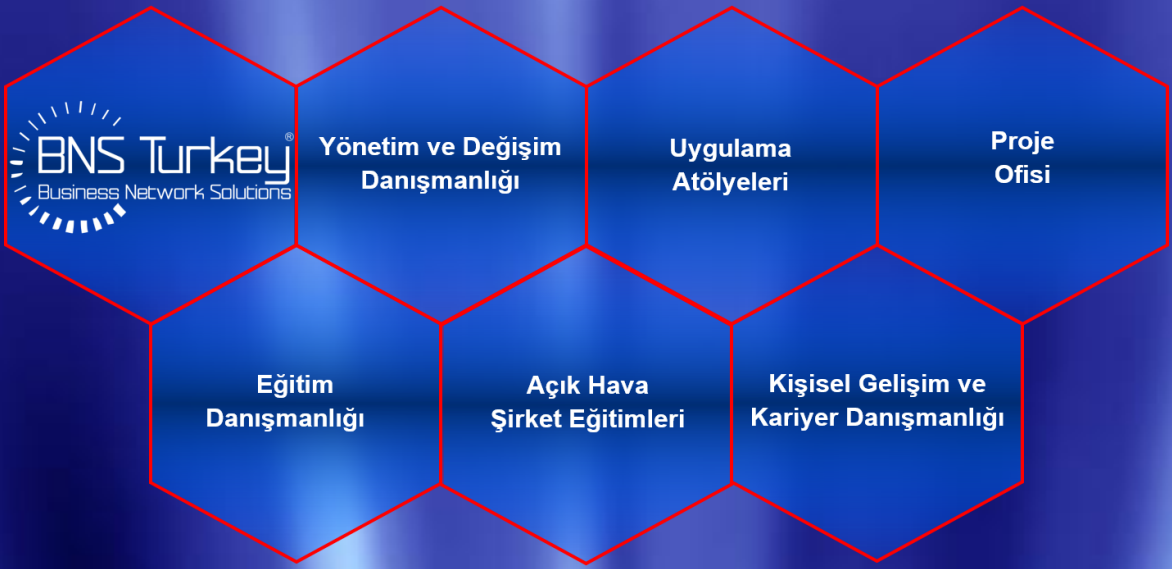 BNS Turkey®
Business Network Solutions
Yönetim ve Değişim
Danışmanlığı
Uygulama
Atölyeleri
Proje
Ofisi
Eğitim
Danışmanlığı
Açık Hava
Şirket Eğitimleri
Kişisel Gelişim ve
Kariyer Danışmanlığı